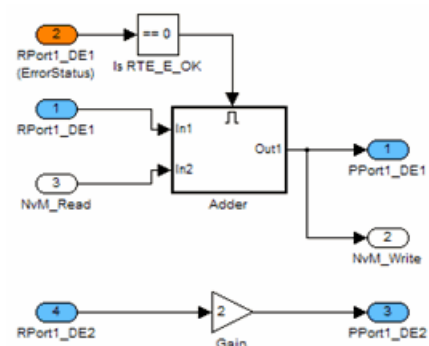 2
== 0
RPort1_DE1
(ErrorStatus)
Is RTE_E_OK
1
RPort1_DE1
In1
Out1
1
PPort1_DE1
3
In2
NvM_Read
Adder
2
NvM_Write
4
2
3
RPort1_DE2
Gain
PPort1_DE2